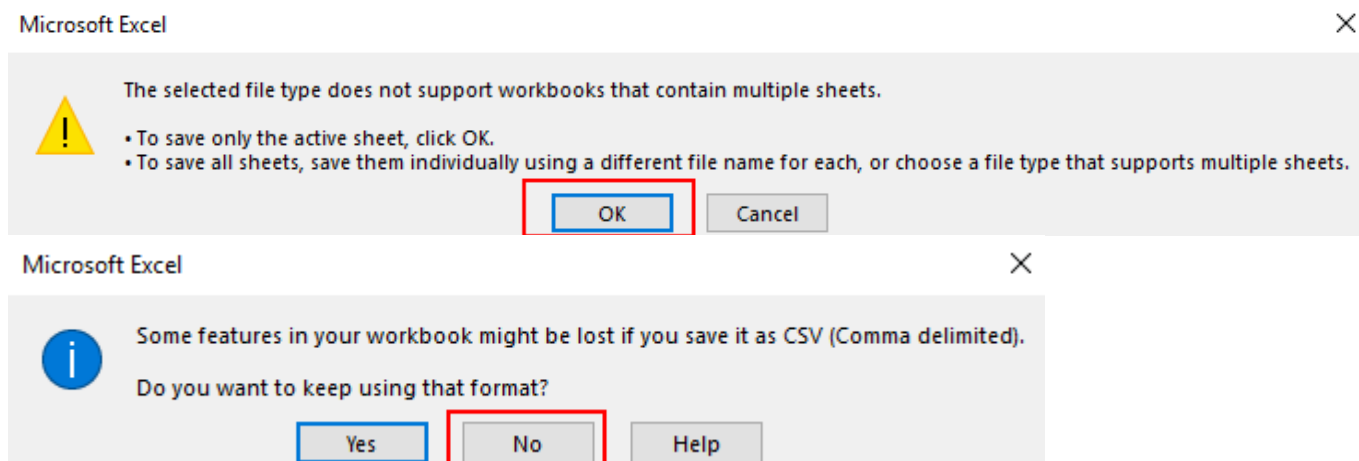 Microsoft Excel
The selected file type does not support workbooks that contain multiple sheets.
• To save only the active sheet, click OK.
• To save all sheets, save them individually using a different file name for each, or choose a file type that supports multiple sheets.
OK Cancel
Microsoft Excel
Some features in your workbook might be lost if you save it as CSV (Comma delimited).
Do you want to keep using that format?
Yes No Help